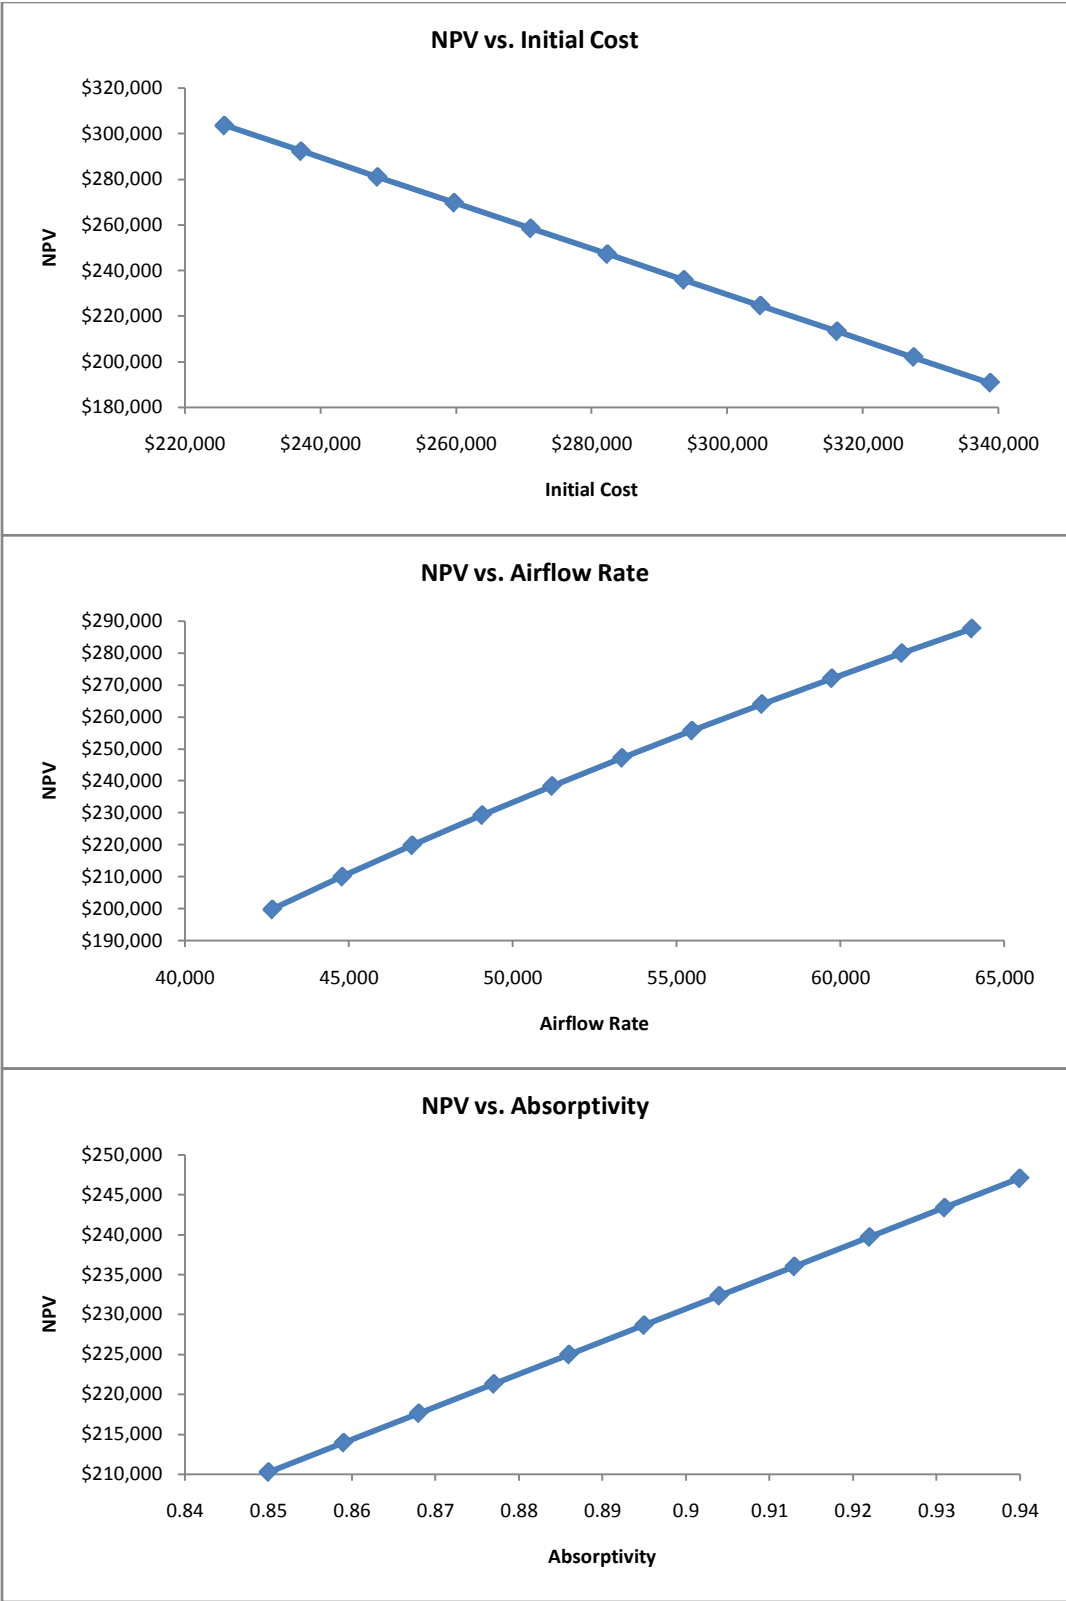 NPV vs. Initial Cost
$320,000
$300,000
$280,000
$260,000
$240,000
$220,000
$200,000
$180,000
NPV
$220,000 $240,000 $260,000 $280,000 $300,000 $320,000 $340,000
Initial Cost
NPV vs. Airflow Rate
$290,000
$280,000
$270,000
$260,000
$250,000
$240,000
$230,000
$220,000
$210,000
$200,000
$190,000
NPV
40,000 45,000 50,000 55,000 60,000 65,000
Airflow Rate
NPV vs. Absorptivity
$250,000
$245,000
$240,000
$235,000
$230,000
$225,000
$220,000
$215,000
$210,000
NPV
0.84 0.85 0.86 0.87 0.88 0.89 0.9 0.91 0.92 0.93 0.94
Absorptivity